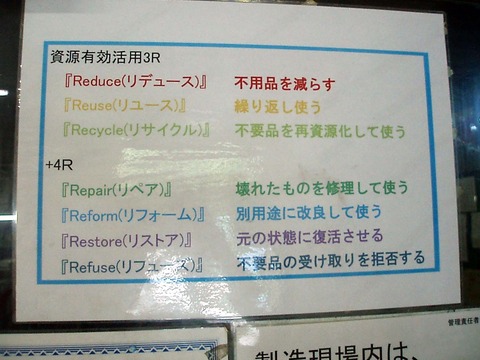 資源有効活用3R
『Reduce(リデュース)』 不用品を減らす
『Reuse(リユース)』 繰り返し使う
『Recycle(リサイクル)』 不要品を再資源化して使う
+4R
『Repair(リペア)』 壊れたものを修理して使う
『Reform(リフォーム)』 別用途に改良して使う
『Restore(リストア)』 元の状態に復活させる
『Refuse(リフューズ)』 不要品の受け取りを拒否する
管理責任者
製造現場内は、